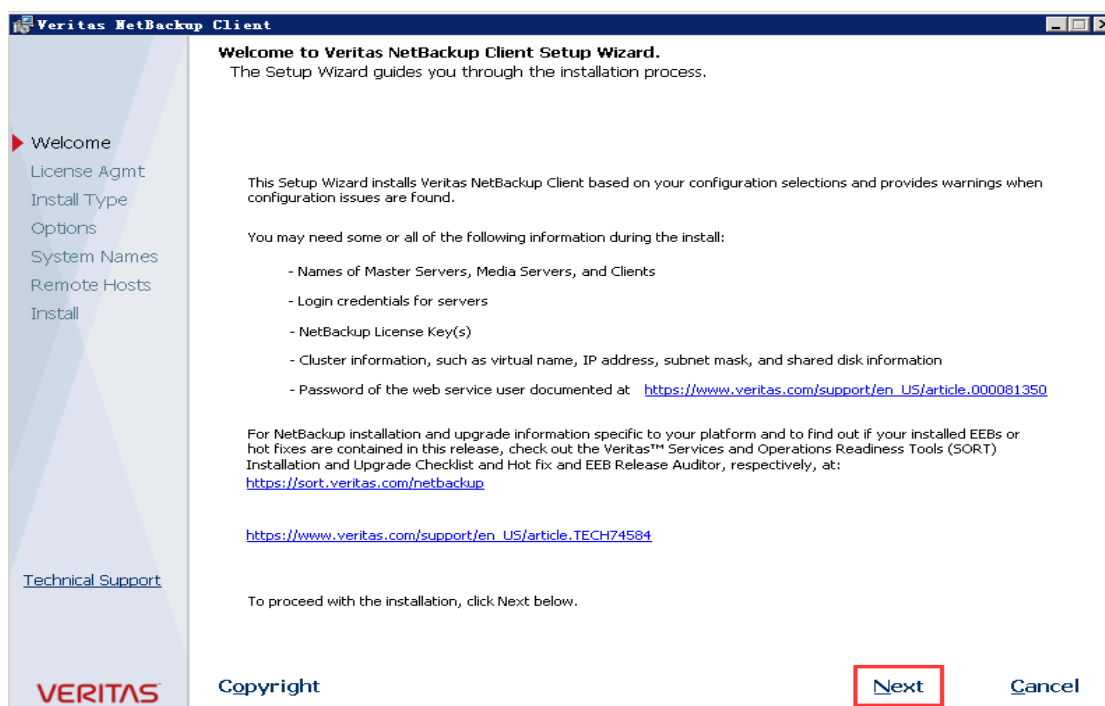 Veritas NetBackup Client
Welcome to Veritas NetBackup Client Setup Wizard.
The Setup Wizard guides you through the installation process.
Welcome
License Agmt
Install Type
Options
System Names
Remote Hosts
Install
This Setup Wizard installs Veritas NetBackup Client based on your configuration selections and provides warnings when
configuration issues are found.
You may need some or all of the following information during the install:
- Names of Master Servers, Media Servers, and Clients
- Login credentials for servers
- NetBackup License Key(s)
- Cluster information, such as virtual name, IP address, subnet mask, and shared disk information
- Password of the web service user documented at https://www.veritas.com/support/en_US/article.000081350
For NetBackup installation and upgrade information specific to your platform and to find out if your installed EEBs or
hot fixes are contained in this release, check out the Veritas™ Services and Operations Readiness Tools (SORT)
Installation and Upgrade Checklist and Hot fix and EEB Release Auditor, respectively, at:
https://sort.veritas.com/netbackup
https://www.veritas.com/support/en_US/article.TECH74584
Technical Support
To proceed with the installation, click Next below.
VERITAS
Copyright
Next
Cancel